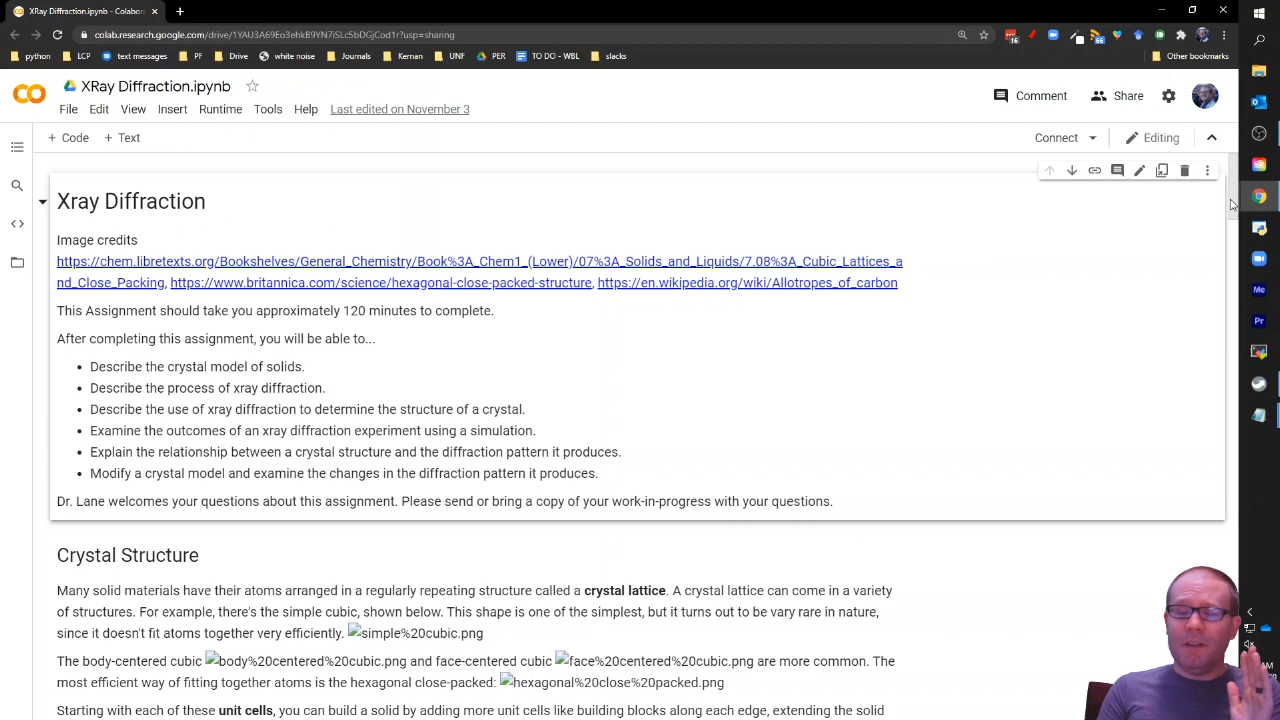 XRay Diffraction.ipynb - Colabor
colab.research.google.com/drive/1YAU3A69Eo3ehkB9YN7iSLc5bDGjCod1r?usp=sharing
python LCP text messages PF Drive white noise Journals Kernan UNF PER TO DO - WBL slacks Other bookmarks
XRay Diffraction.ipynb
File Edit View Insert Runtime Tools Help Last edited on November 3
Comment Share
+ Code + Text Connect Editing
Xray Diffraction
Image credits
https://chem.libretexts.org/Bookshelves/General_Chemistry/Book%3A_Chem1_(Lower)/07%3A_Solids_and_Liquids/7.08%3A_Cubic_Lattices_a
nd_Close_Packing, https://www.britannica.com/science/hexagonal-close-packed-structure, https://en.wikipedia.org/wiki/Allotropes_of_carbon
This Assignment should take you approximately 120 minutes to complete.
After completing this assignment, you will be able to...
• Describe the crystal model of solids.
• Describe the process of xray diffraction.
• Describe the use of xray diffraction to determine the structure of a crystal.
• Examine the outcomes of an xray diffraction experiment using a simulation.
• Explain the relationship between a crystal structure and the diffraction pattern it produces.
• Modify a crystal model and examine the changes in the diffraction pattern it produces.
Dr. Lane welcomes your questions about this assignment. Please send or bring a copy of your work-in-progress with your questions.
Crystal Structure
Many solid materials have their atoms arranged in a regularly repeating structure called a crystal lattice. A crystal lattice can come in a variety
of structures. For example, there's the simple cubic, shown below. This shape is one of the simplest, but it turns out to be vary rare in nature,
since it doesn't fit atoms together very efficiently. simple%20cubic.png
The body-centered cubic body%20centered%20cubic.png and face-centered cubic face%20centered%20cubic.png are more common. The
most efficient way of fitting together atoms is the hexagonal close-packed: hexagonal%20close%20packed.png
Starting with each of these unit cells, you can build a solid by adding more unit cells like building blocks along each edge, extending the solid
Me
Pr